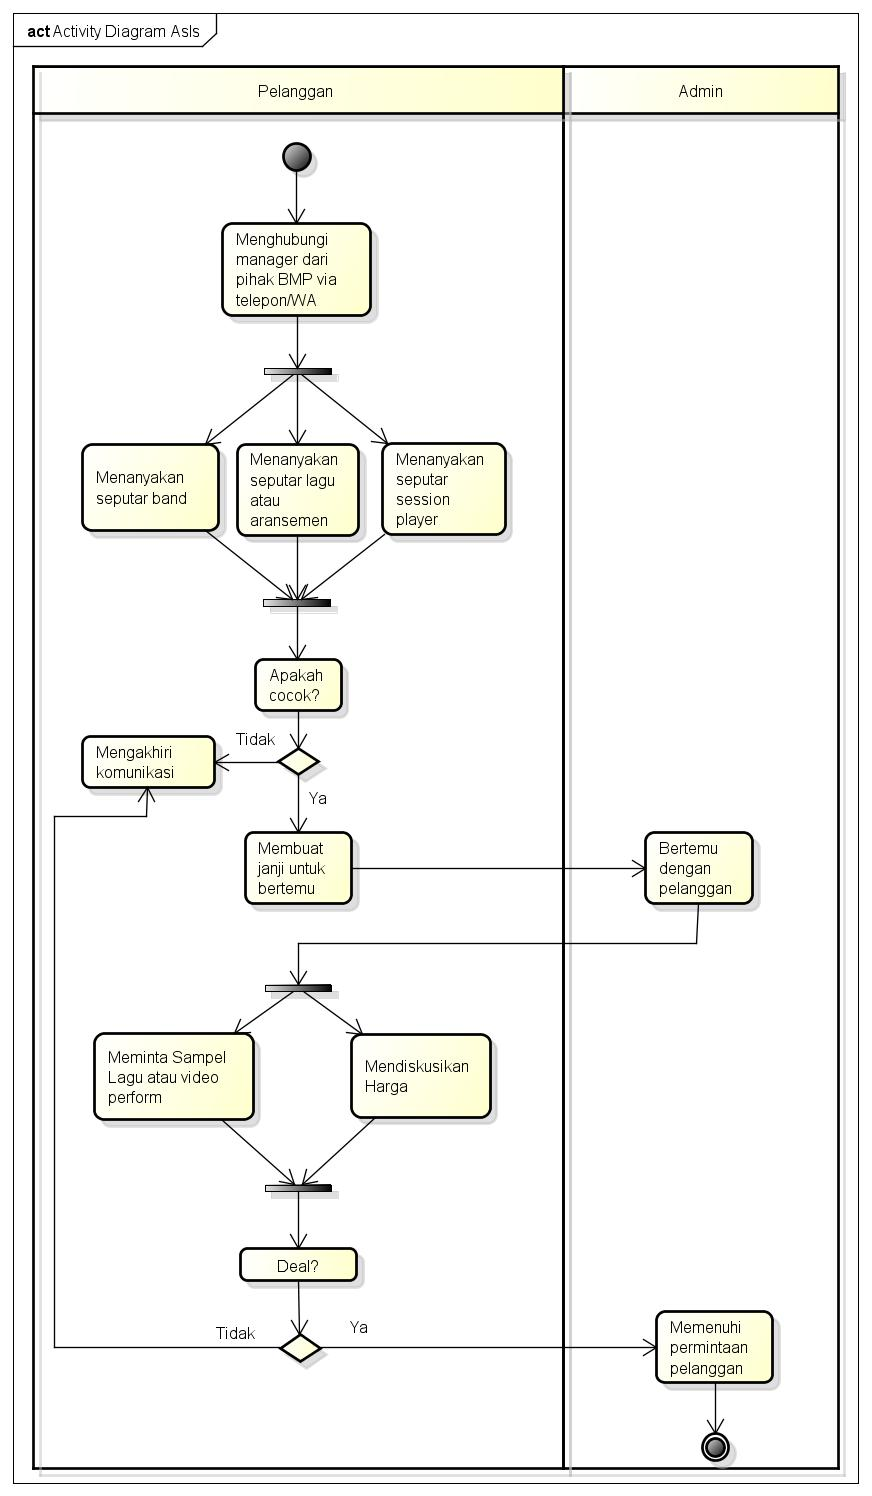 act Activity Diagram AsIs
Pelanggan
Admin
Menghubungi
manager dari
pihak BMP via
telepon/WA
Menanyakan
seputar band
Menanyakan
seputar lagu
atau
aransemen
Menanyakan
seputar
session
player
Apakah
cocok?
Tidak
Mengakhiri
komunikasi
Ya
Membuat
janji untuk
bertemu
Bertemu
dengan
pelanggan
Meminta Sampel
Lagu atau video
perform
Mendiskusikan
Harga
Deal?
Tidak
Ya
Memenuhi
permintaan
pelanggan